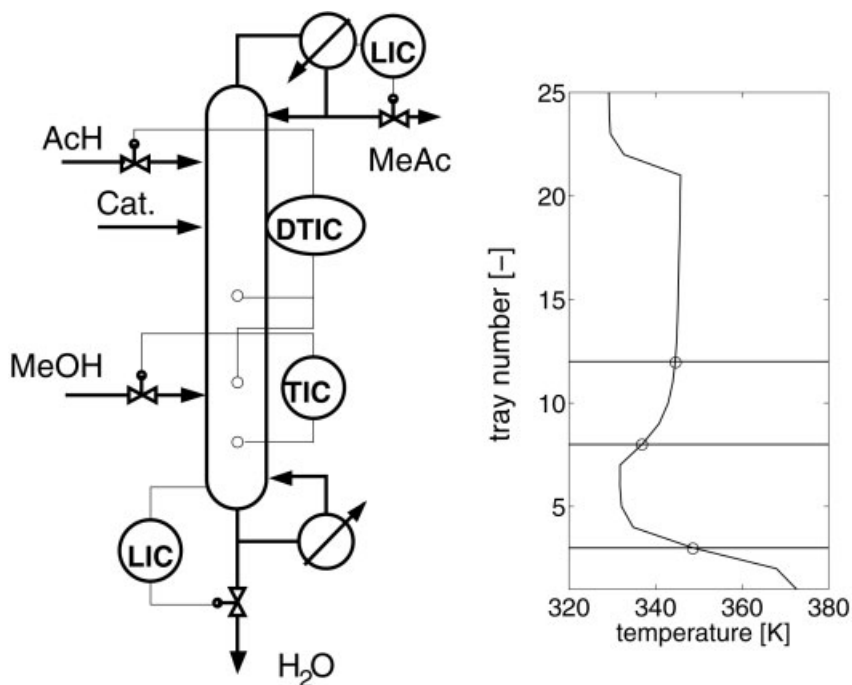 LIC
AcH
MeAc
Cat.
DTIC
MeOH
TIC
LIC
H₂O
25
20
15
10
5
tray number [–]
320 340 360 380
temperature [K]